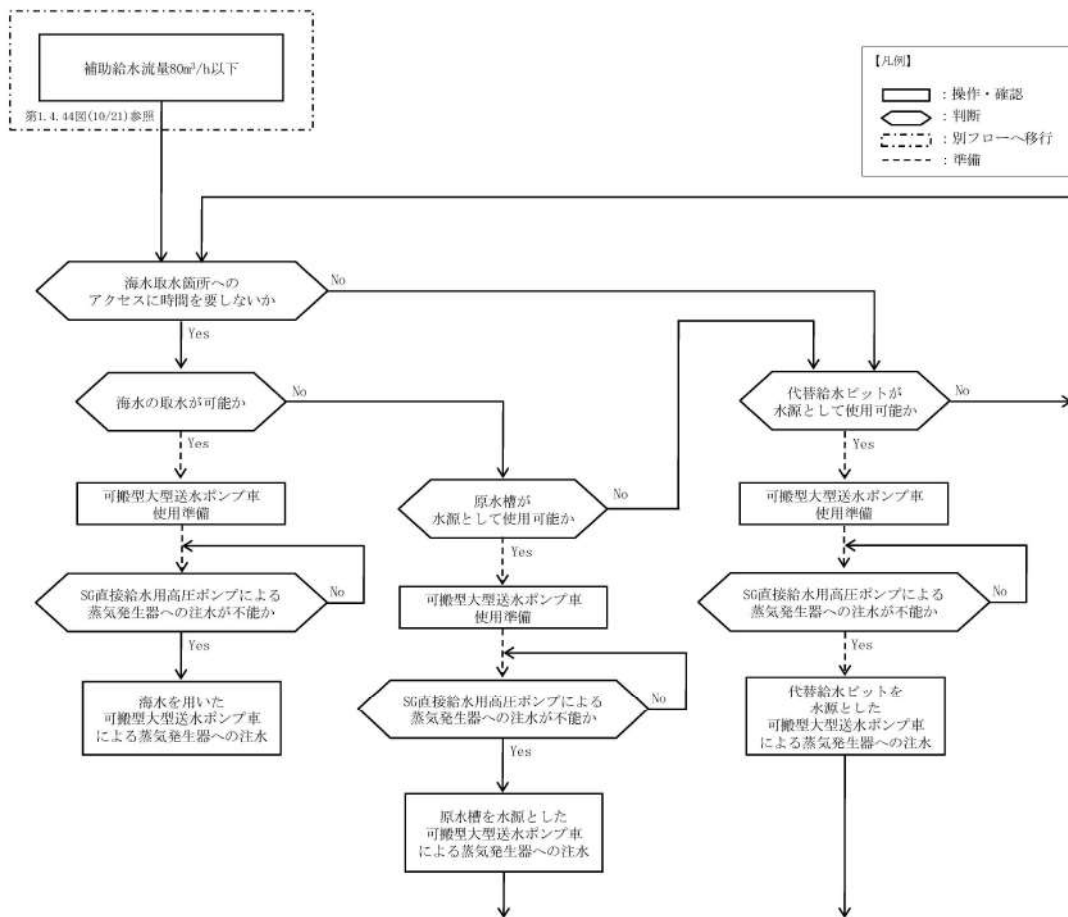 補助給水流量80m³/h以下
第1.4.44図(10/21)参照
【凡例】
：操作・確認
：判断
：別フローへ移行
：準備
海水取水箇所への
アクセスに時間を要しないか
No
Yes
海水の取水が可能か
No
Yes
可搬型大型送水ポンプ車
使用準備
SG直接給水用高圧ポンプによる
蒸気発生器への注水が不能か
No
Yes
海水を用いた
可搬型大型送水ポンプ車
による蒸気発生器への注水
原水槽が
水源として使用可能か
No
Yes
可搬型大型送水ポンプ車
使用準備
SG直接給水用高圧ポンプによる
蒸気発生器への注水が不能か
No
Yes
原水槽を水源とした
可搬型大型送水ポンプ車
による蒸気発生器への注水
代替給水ピットが
水源として使用可能か
No
Yes
可搬型大型送水ポンプ車
使用準備
SG直接給水用高圧ポンプによる
蒸気発生器への注水が不能か
No
Yes
代替給水ピットを
水源とした
可搬型大型送水ポンプ車
による蒸気発生器への注水